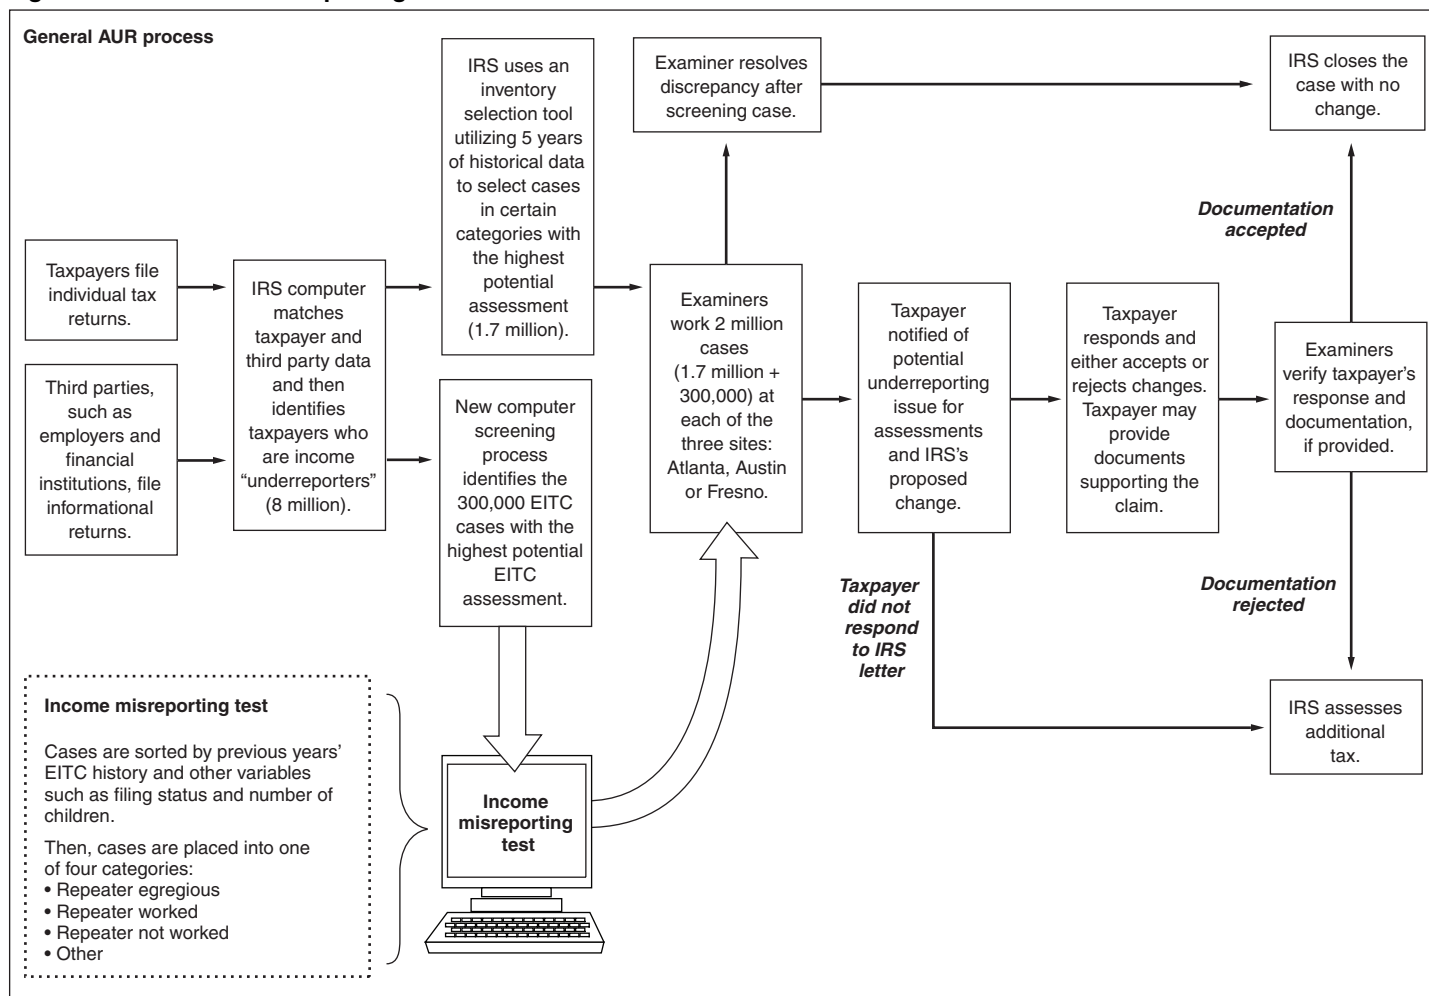 General AUR process
Taxpayers file
individual tax
returns.
Third parties,
such as
employers and
financial
institutions, file
informational
returns.
IRS computer
matches
taxpayer and
third party data
and then
identifies
taxpayers who
are income
“underreporters”
(8 million).
IRS uses an
inventory
selection tool
utilizing 5 years
of historical data
to select cases
in certain
categories with
the highest
potential
assessment
(1.7 million).
New computer
screening
process
identifies the
300,000 EITC
cases with the
highest potential
EITC
assessment.
Examiner resolves
discrepancy after
screening case.
Examiners
work 2 million
cases
(1.7 million +
300,000) at
each of the
three sites:
Atlanta, Austin
or Fresno.
Taxpayer
notified of
potential
underreporting
issue for
assessments
and IRS’s
proposed
change.
Taxpayer
responds and
either accepts or
rejects changes.
Taxpayer may
provide
documents
supporting the
claim.
Examiners
verify taxpayer’s
response and
documentation,
if provided.
IRS closes the
case with no
change.
Documentation
accepted
Documentation
rejected
Taxpayer
did not
respond
to IRS
letter
IRS assesses
additional
tax.
Income misreporting test
Cases are sorted by previous years’
EITC history and other variables
such as filing status and number of
children.
Then, cases are placed into one
of four categories:
• Repeater egregious
• Repeater worked
• Repeater not worked
• Other
Income
misreporting
test